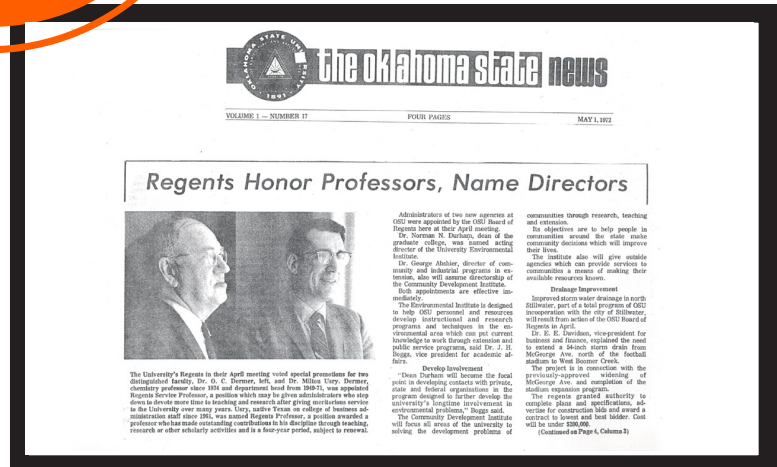 OKLAHOMA STATE UNIVERSITY
1891
the oklahoma state news
VOLUME 1 — NUMBER 17
FOUR PAGES
MAY 1, 1972
Regents Honor Professors, Name Directors
The University's Regents in their April meeting voted special promotions for two
distinguished faculty, Dr. O. C. Dermer, left, and Dr. Milton Usry. Dermer,
chemistry professor since 1934 and department head from 1949-71, was appointed
Regents Service Professor, a position which may be given administrators who step
down to devote more time to teaching and research after giving meritorious service
to the University over many years. Usry, native Texan on college of business ad-
ministration staff since 1961, was named Regents Professor, a position awarded a
professor who has made outstanding contributions in his discipline through teaching,
research or other scholarly activities and is a four-year period, subject to renewal.
Administrators of two new agencies at
OSU were appointed by the OSU Board of
Regents here at their April meeting.
Dr. Norman N. Durham, dean of the
graduate college, was named acting
director of the University Environmental
Institute.
Dr. George Abshier, director of com-
munity and industrial programs in ex-
tension, also will assume directorship of
the Community Development Institute.
Both appointments are effective im-
mediately.
The Environmental Institute is designed
to help OSU personnel and resources
develop instructional and research
programs and techniques in the en-
vironmental area which can put current
knowledge to work through extension and
public service programs, said Dr. J. H.
Boggs, vice president for academic af-
fairs.
Develop Involvement
"Dean Durham will become the focal
point in developing contacts with private,
state and federal organizations in the
program designed to further develop the
university's longtime involvement in
environmental problems," Boggs said.
The Community Development Institute
will focus all areas of the university to
solving the development problems of
communities through research, teaching
and extension.
Its objectives are to help people in
communities around the state make
community decisions which will improve
their lives.
The institute also will give outside
agencies which can provide services to
communities a means of making their
available resources known.
Drainage Improvement
Improved storm water drainage in north
Stillwater, part of a total program of OSU
incooperation with the city of Stillwater,
will result from action of the OSU Board of
Regents in April.
Dr. E. E. Davidson, vice-president for
business and finance, explained the need
to extend a 54-inch storm drain from
McGeorge Ave. north of the football
stadium to West Boomer Creek.
The project is in connection with the
previously-approved widening of
McGeorge Ave. and completion of the
stadium expansion program.
The regents granted authority to
complete plans and specifications, ad-
vertise for construction bids and award a
contract to lowest and best bidder. Cost
will be under $200,000.
(Continued on Page 4, Column 3)